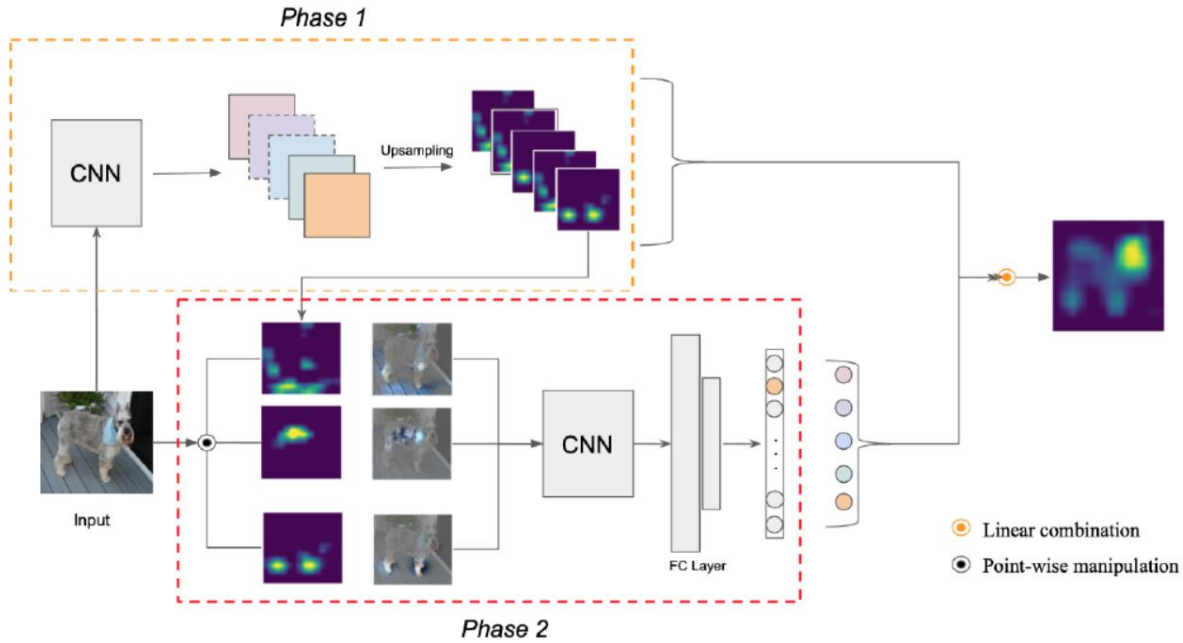 Phase 1
CNN
Upsampling
Input
CNN
FC Layer
Linear combination
Point-wise manipulation
Phase 2